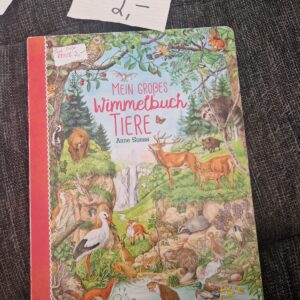 2,-
MEIN GROßES
Wimmelbuch
TIERE
Anne Suess